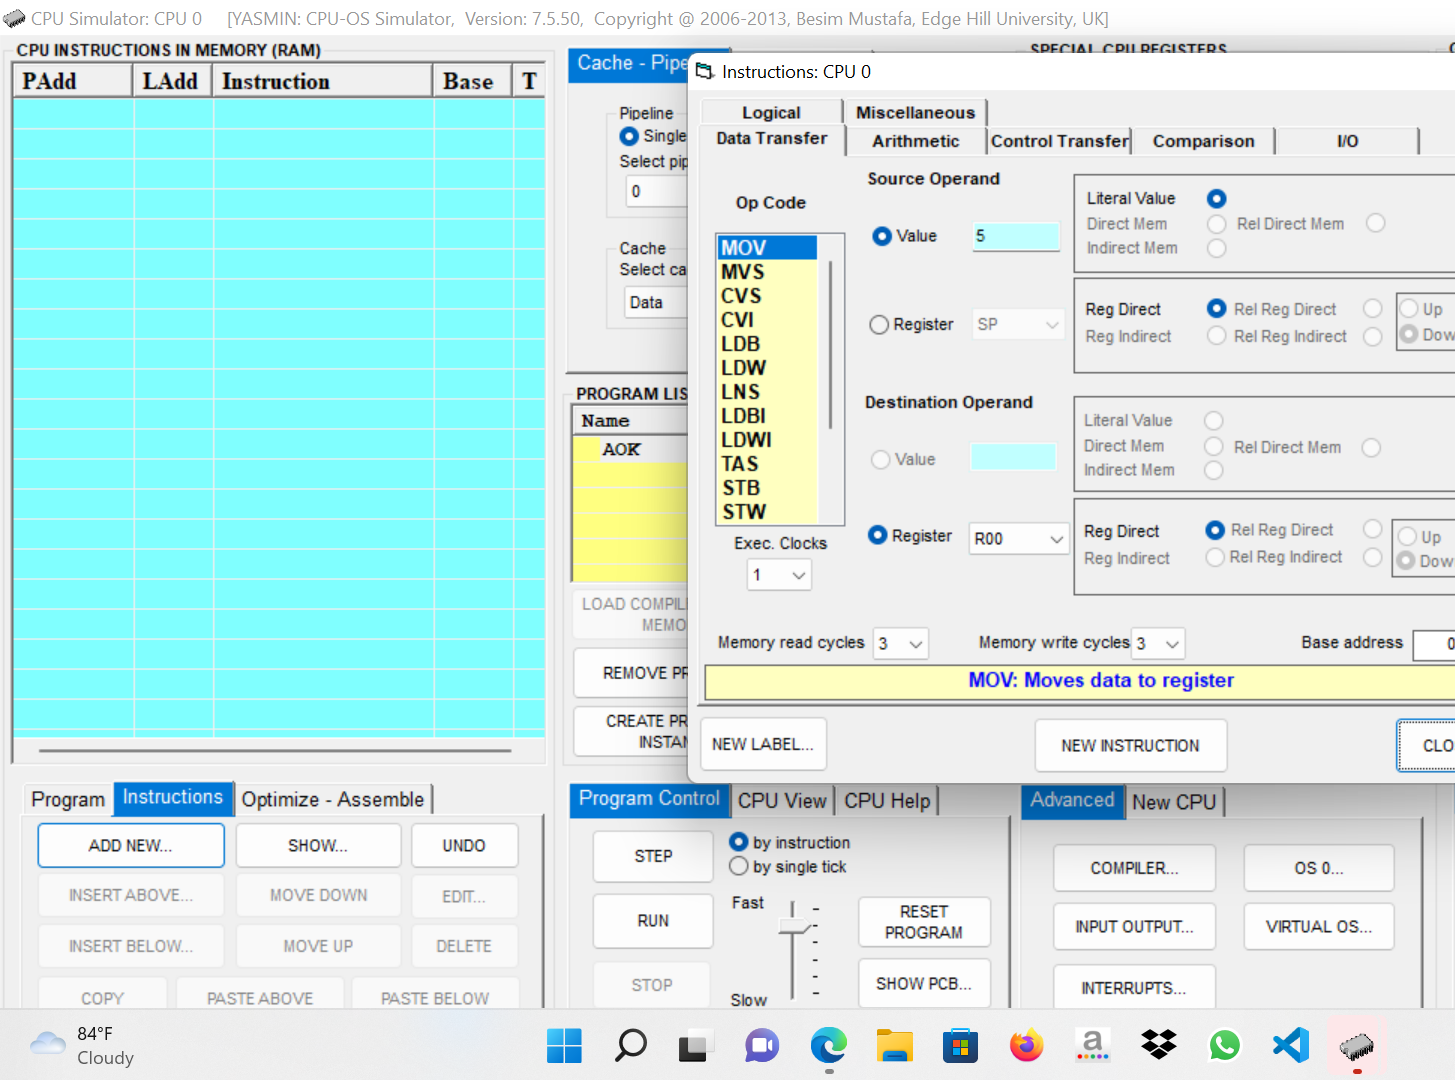 CPU Simulator: CPU 0 [YASMIN: CPU-OS Simulator, Version: 7.5.50, Copyright @ 2006-2013, Besim Mustafa, Edge Hill University, UK]
CPU INSTRUCTIONS IN MEMORY (RAM)
PAdd LAdd Instruction Base T
Cache - Pipe
Pipeline
Single
Select pip
0
Cache
Select ca
Data
PROGRAM LIS
Name
AOK
LOAD COMPIL
MEMO
REMOVE PR
CREATE PR
INSTAN
SPECIAL CPU REGISTERS
Instructions: CPU 0
Logical Miscellaneous
Data Transfer Arithmetic Control Transfer Comparison I/O
Op Code
MOV
MVS
CVS
CVI
LDB
LDW
LNS
LDBI
LDWI
TAS
STB
STW
Exec. Clocks
1
Source Operand
Value 5
Register SP
Literal Value
Direct Mem Rel Direct Mem
Indirect Mem
Reg Direct Rel Reg Direct Up
Reg Indirect Rel Reg Indirect Dow
Destination Operand
Value
Register R00
Literal Value
Direct Mem Rel Direct Mem
Indirect Mem
Reg Direct Rel Reg Direct Up
Reg Indirect Rel Reg Indirect Dow
Memory read cycles 3 Memory write cycles 3 Base address 0
MOV: Moves data to register
NEW LABEL... NEW INSTRUCTION CLO
Program Instructions Optimize - Assemble
ADD NEW... SHOW... UNDO
INSERT ABOVE... MOVE DOWN EDIT...
INSERT BELOW... MOVE UP DELETE
COPY PASTE ABOVE PASTE BELOW
Program Control CPU View CPU Help
STEP
RUN
STOP
by instruction
by single tick
Fast
Slow
RESET
PROGRAM
SHOW PCB...
Advanced New CPU
COMPILER... OS 0...
INPUT OUTPUT... VIRTUAL OS...
INTERRUPTS...
84°F
Cloudy
a